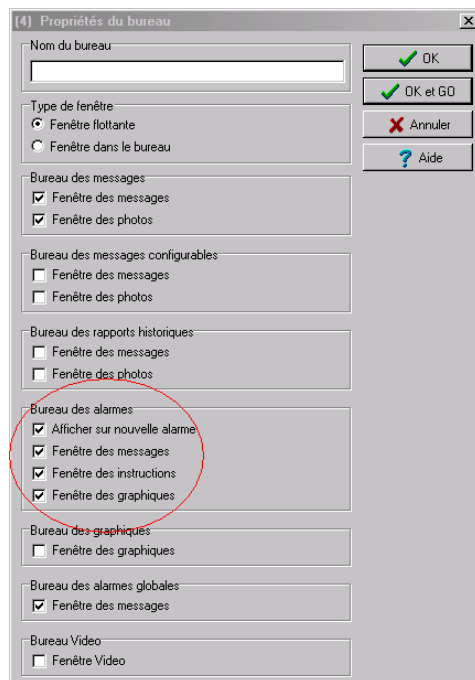 (4) Propriétés du bureau
Nom du bureau
OK
OK et GO
Type de fenêtre
Fenêtre flottante
Annuler
Fenêtre dans le bureau
Aide
Bureau des messages
Fenêtre des messages
Fenêtre des photos
Bureau des messages configurables
Fenêtre des messages
Fenêtre des photos
Bureau des rapports historiques
Fenêtre des messages
Fenêtre des photos
Bureau des alarmes
Afficher sur nouvelle alarme
Fenêtre des messages
Fenêtre des instructions
Fenêtre des graphiques
Bureau des graphiques
Fenêtre des graphiques
Bureau des alarmes globales
Fenêtre des messages
Bureau Video
Fenêtre Video